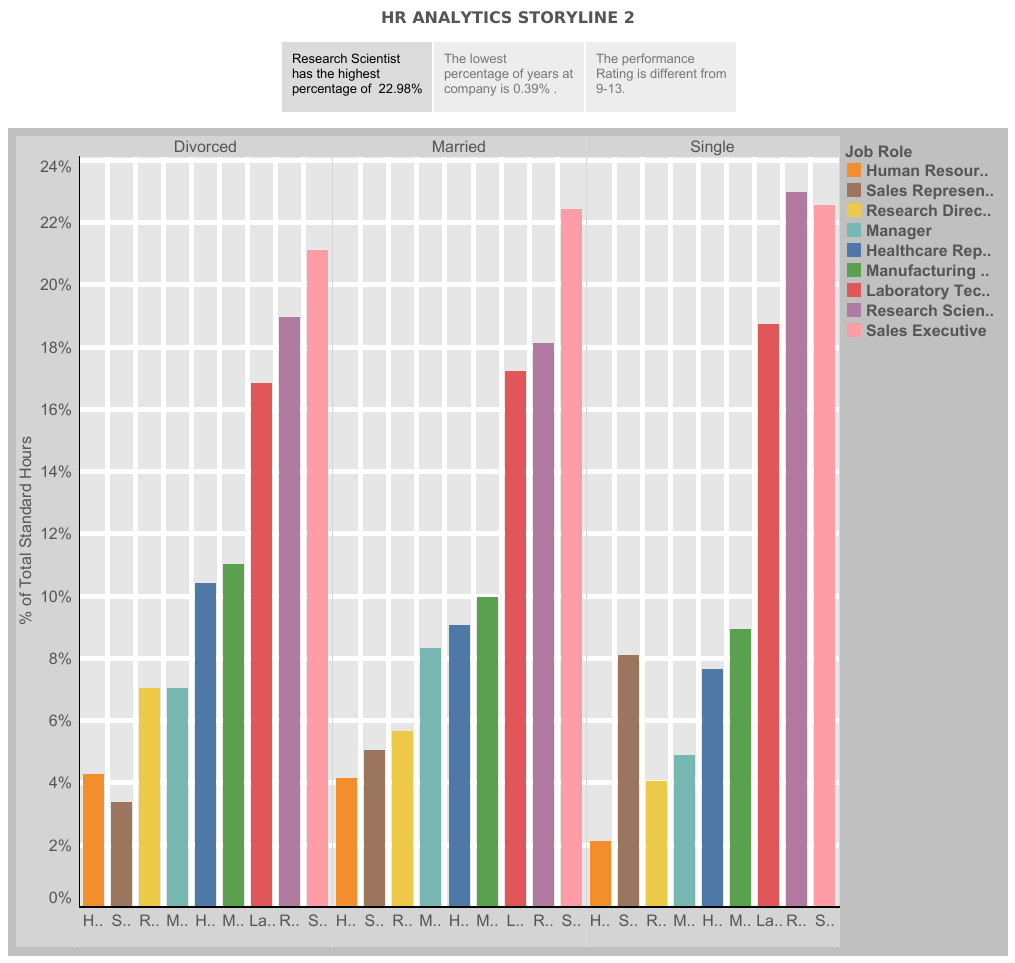 HR ANALYTICS STORYLINE 2
Research Scientist
has the highest
percentage of 22.98%
The lowest
percentage of years at
company is 0.39% .
The performance
Rating is different from
9-13.
Divorced Married Single
24%
22%
20%
18%
16%
14%
12%
10%
8%
6%
4%
2%
0%
% of Total Standard Hours
H.. S.. R.. M.. H.. M.. La.. R.. S.. H.. S.. R.. M.. H.. M.. L.. R.. S.. H.. S.. R.. M.. H.. M.. La.. R.. S..
Job Role
Human Resour..
Sales Represen..
Research Direc..
Manager
Healthcare Rep..
Manufacturing ..
Laboratory Tec..
Research Scien..
Sales Executive